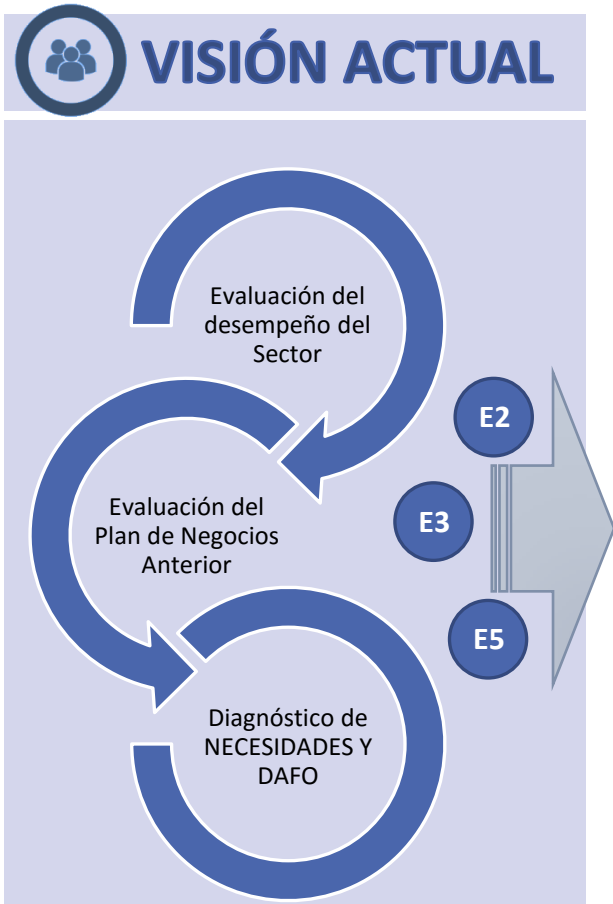 VISIÓN ACTUAL
Evaluación del
desempeño del
Sector
E2
Evaluación del
Plan de Negocios
Anterior
E3
E5
Diagnóstico de
NECESIDADES Y
DAFO